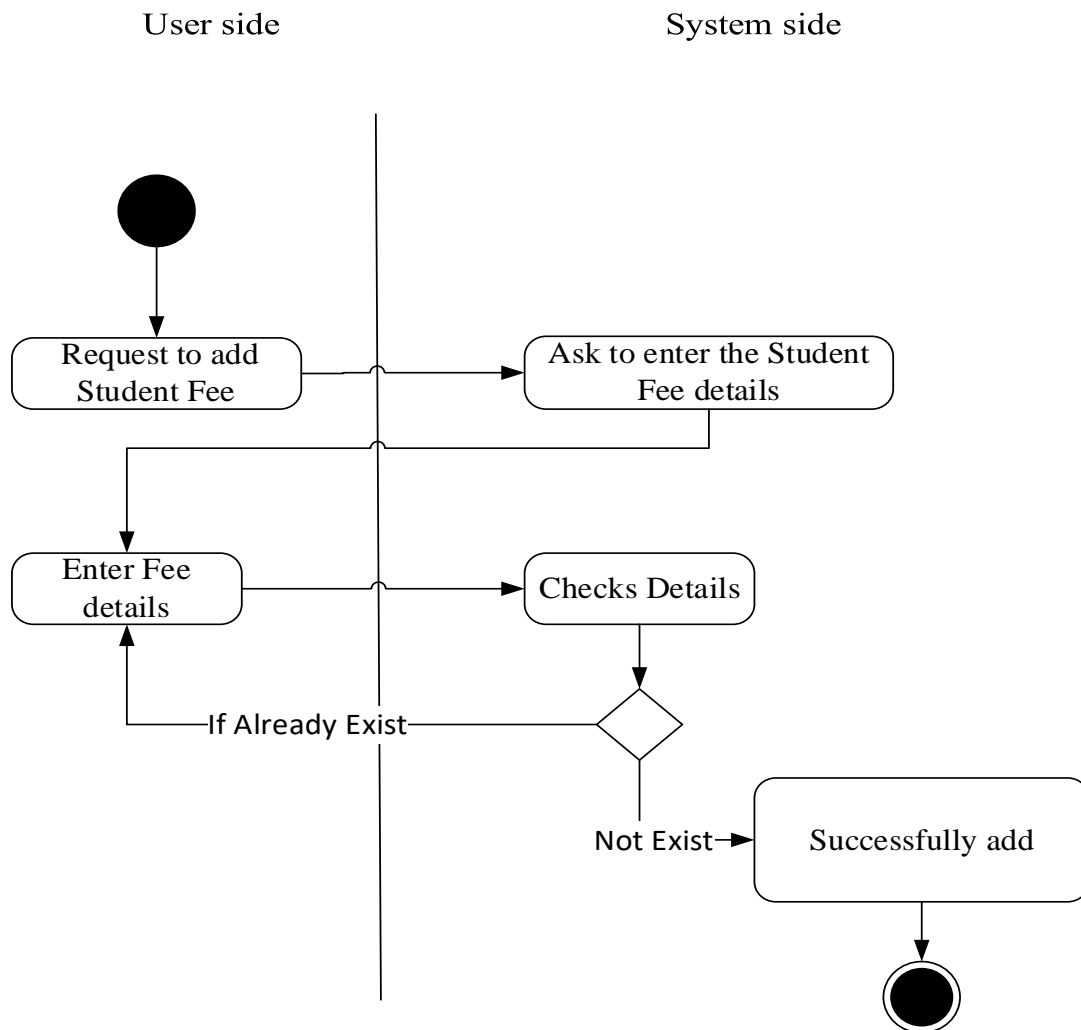 User side
System side
Request to add
Student Fee
Ask to enter the Student
Fee details
Enter Fee
details
Checks Details
If Already Exist
Not Exist
Successfully add